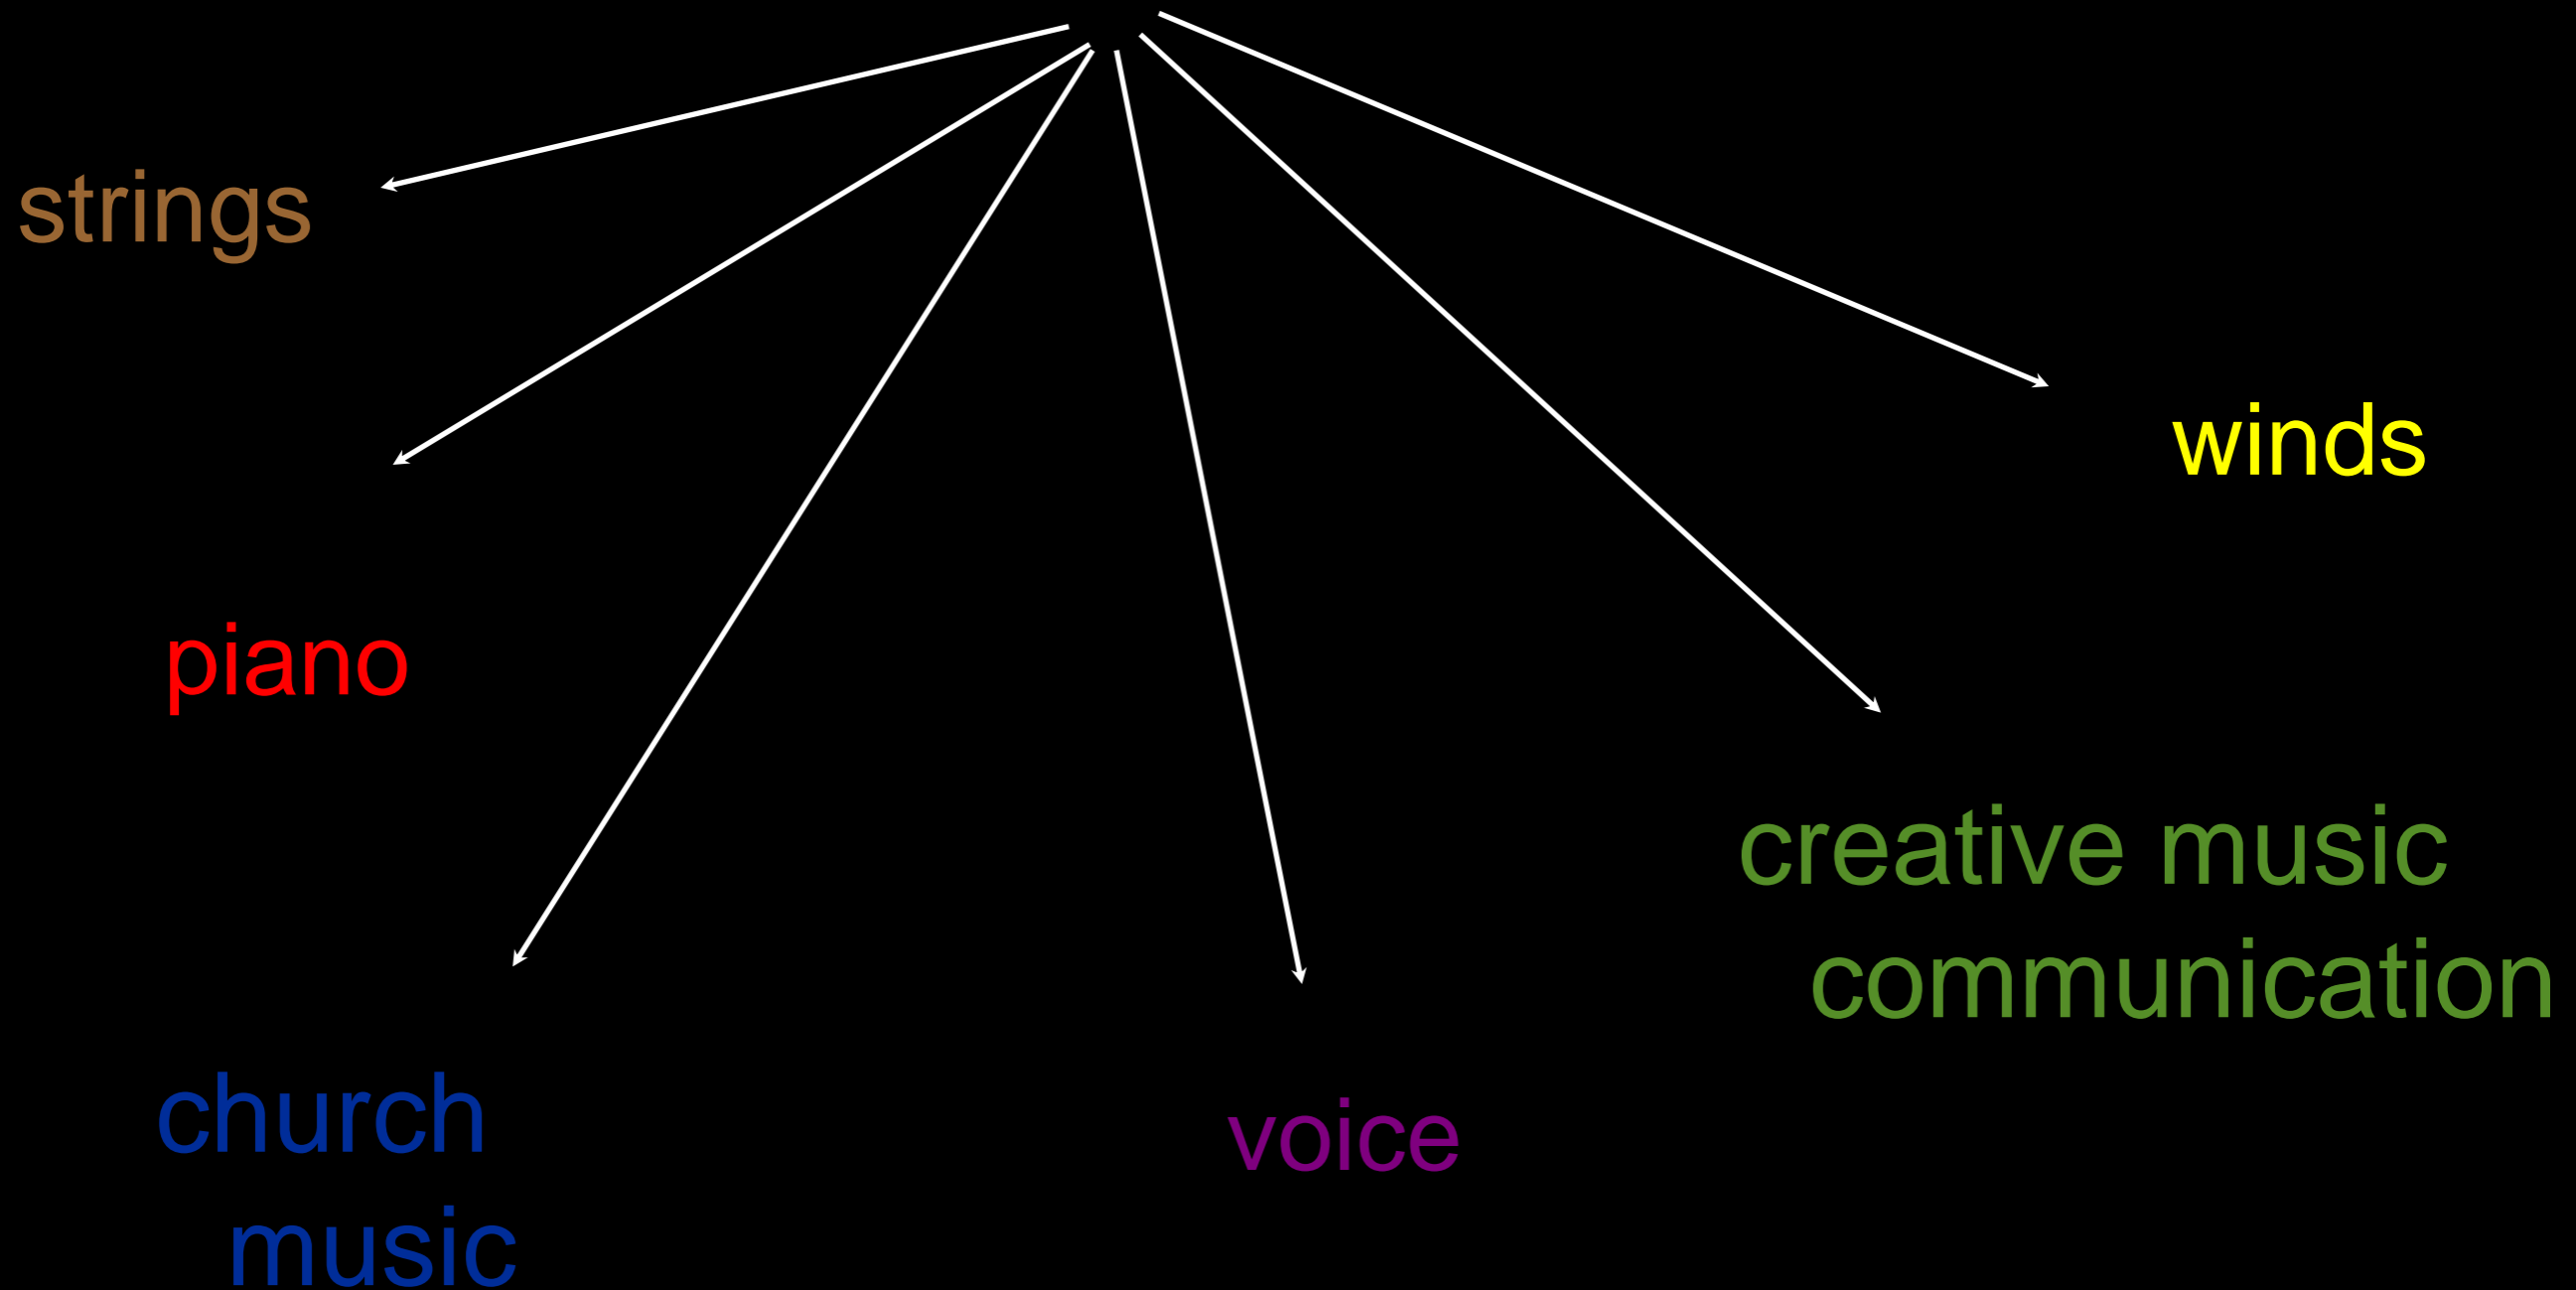 strings
winds
piano
creative music
communication
church
music
voice